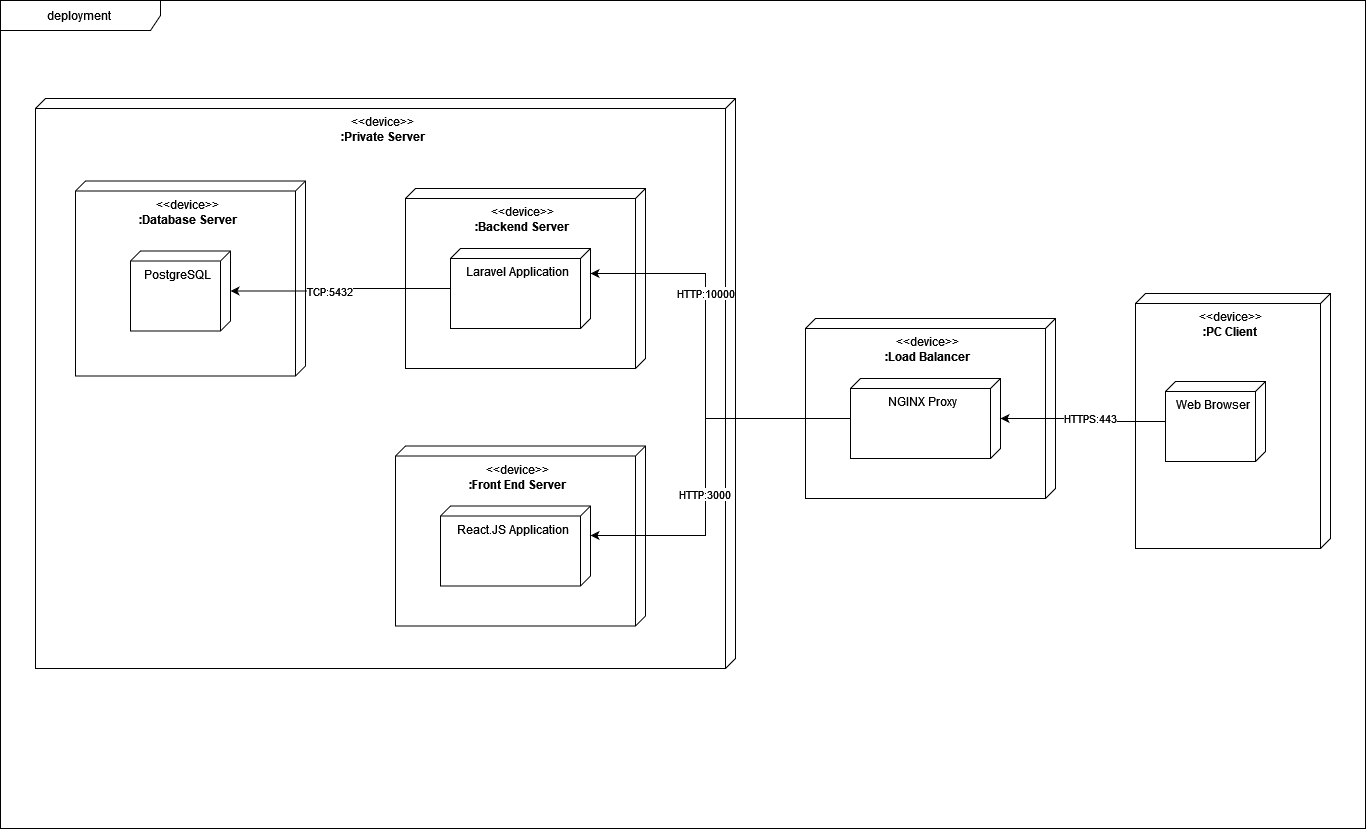 deployment
<<device>>
:Private Server
<<device>>
:Database Server
PostgreSQL
TCP:5432
<<device>>
:Backend Server
Laravel Application
HTTP:10000
<<device>>
:Front End Server
React.JS Application
HTTP:3000
<<device>>
:Load Balancer
NGINX Proxy
HTTPS:443
<<device>>
:PC Client
Web Browser